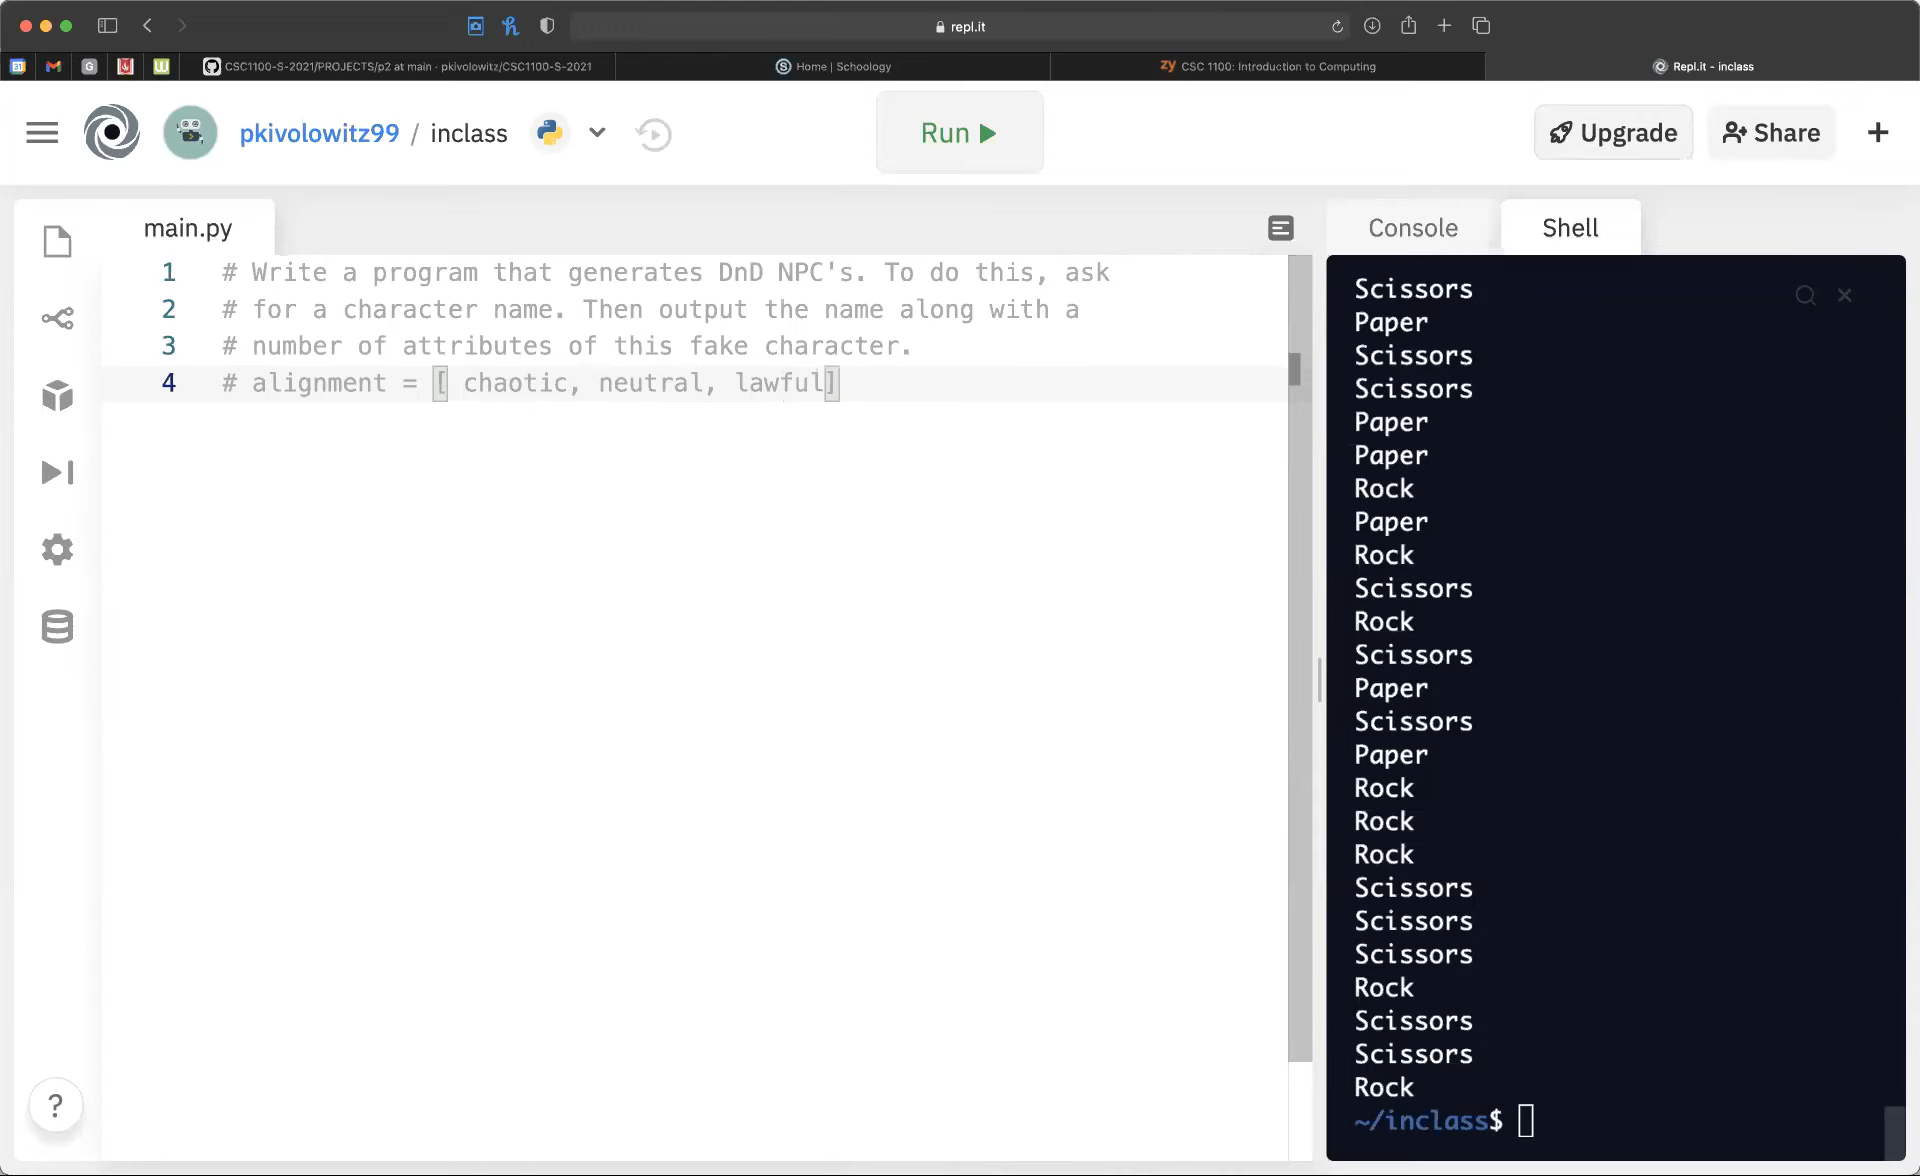 repl.it
31 G W CSC1100-S-2021/PROJECTS/p2 at main · pkivolowitz/CSC1100-S-2021 S Home | Schoology zy CSC 1100: Introduction to Computing Repl.it - inclass
pkivolowitz99 / inclass Run Upgrade Share +
main.py Console Shell
1 # Write a program that generates DnD NPC's. To do this, ask
2 # for a character name. Then output the name along with a
3 # number of attributes of this fake character.
4 # alignment = [ chaotic, neutral, lawful]
?
Scissors
Paper
Scissors
Scissors
Paper
Paper
Rock
Paper
Rock
Scissors
Rock
Scissors
Paper
Scissors
Paper
Rock
Rock
Rock
Scissors
Scissors
Scissors
Rock
Scissors
Scissors
Rock
~/inclass$